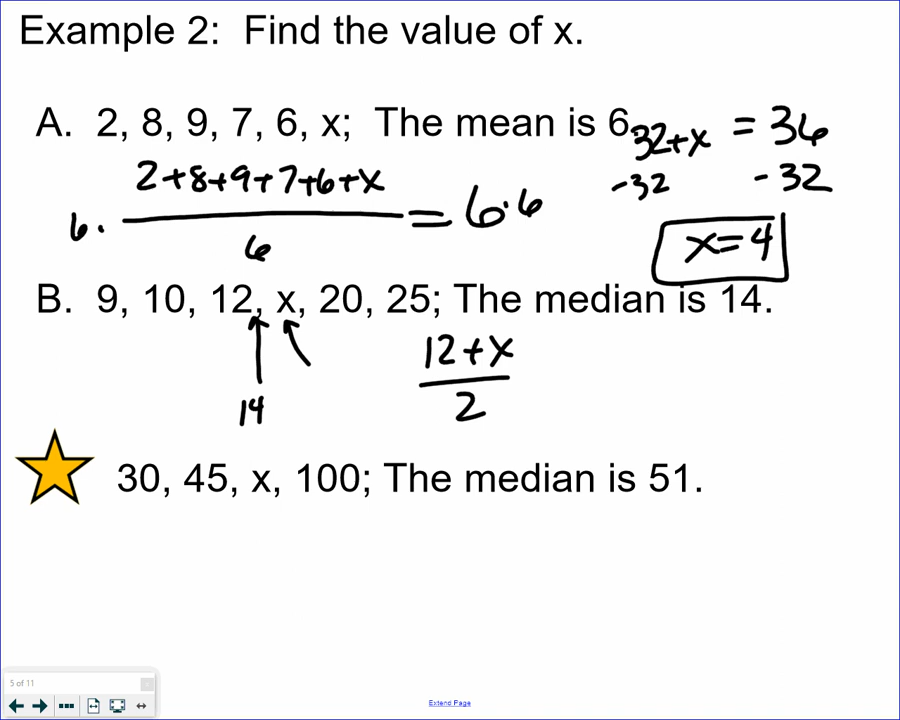 Example 2: Find the value of x.
A. 2, 8, 9, 7, 6, x; The mean is 6
32+x = 36
2+8+9+7+6+x
-32 -32
6. = 6.6
6
x=4
B. 9, 10, 12, x, 20, 25; The median is 14.
12+x
2
14
30, 45, x, 100; The median is 51.
5 of 11
Extend Page